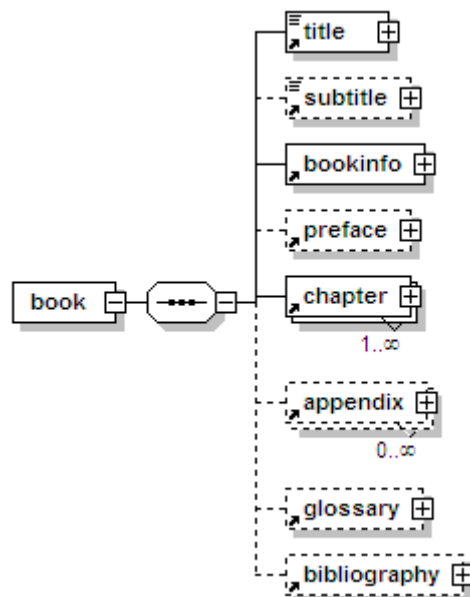 title
subtitle
bookinfo
preface
book
chapter
1..∞
appendix
0..∞
glossary
bibliography